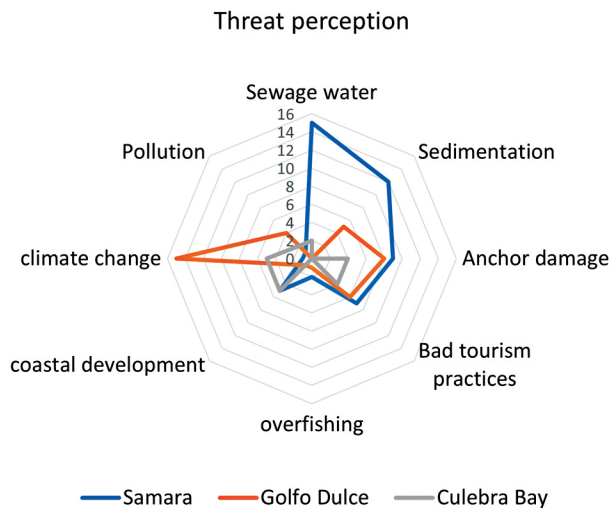 Threat perception
Sewage water
16
14
12
10
8
6
4
2
0
Pollution
Sedimentation
climate change
Anchor damage
coastal development
Bad tourism
practices
overfishing
Samara
Golfo Dulce
Culebra Bay